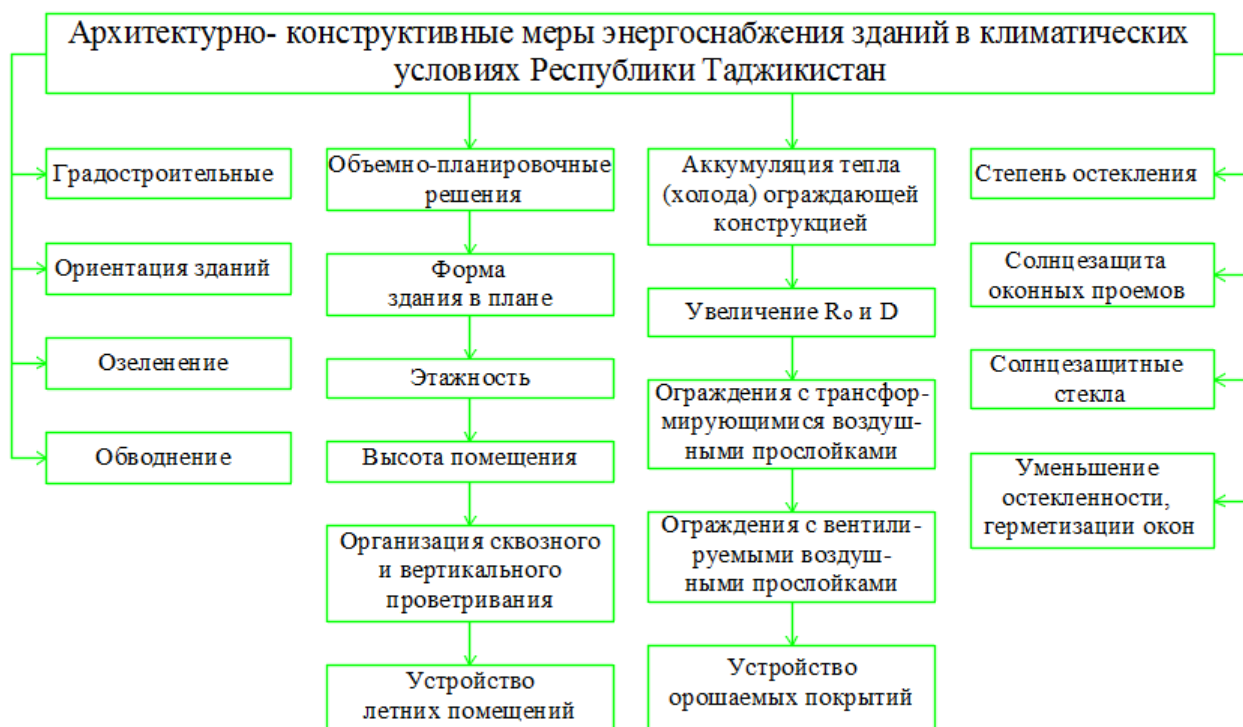 Архитектурно- конструктивные меры энергоснабжения зданий в климатических
условиях Республики Таджикистан
Градостроительные
Ориентация зданий
Озеленение
Обводнение
Объемно-планировочные
решения
Форма
здания в плане
Этажность
Высота помещения
Организация сквозного
и вертикального
проветривания
Устройство
летних помещений
Аккумуляция тепла
(холода) ограждающей
конструкцией
Увеличение R₀ и D
Ограждения с трансфор-
мирующимися воздуш-
ными прослойками
Ограждения с вентили-
руемыми воздуш-
ными прослойками
Устройство
орошаемых покрытий
Степень остекления
Солнцезащита
оконных проемов
Солнцезащитные
стекла
Уменьшение
остекленности,
герметизации окон